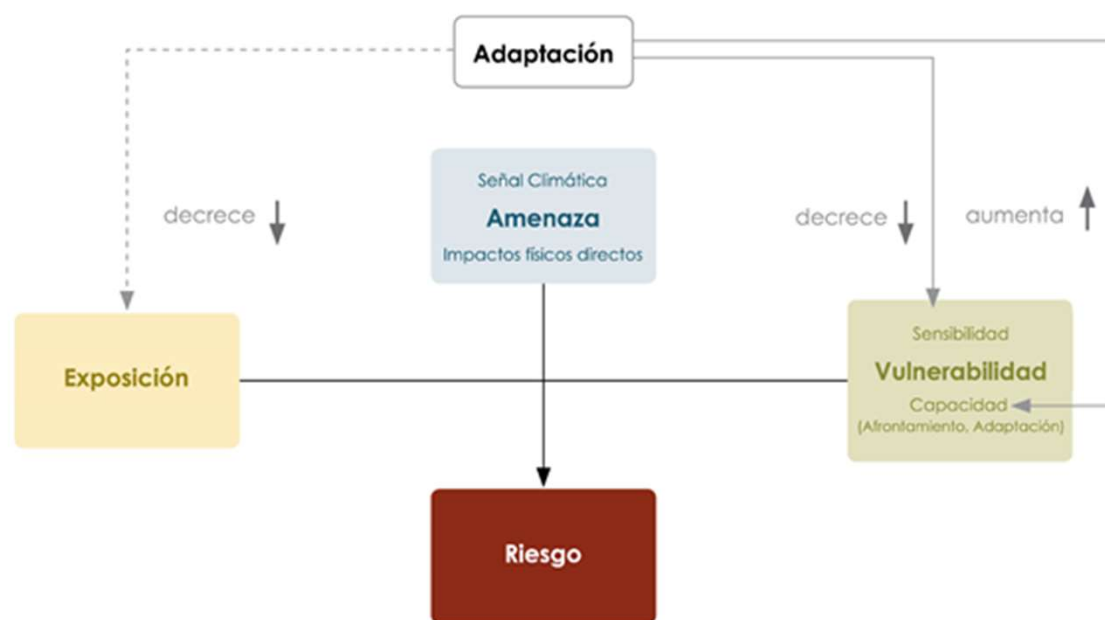 Adaptación
Señal Climática
Amenaza
Impactos físicos directos
decrece
decrece
aumenta
Exposición
Sensibilidad
Vulnerabilidad
Capacidad
(Afrontamiento, Adaptación)
Riesgo